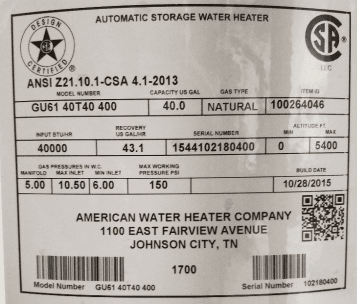 DESIGN
CERTIFIED
AUTOMATIC STORAGE WATER HEATER
ANSI Z21.10.1-CSA 4.1-2013
MODEL NUMBER CAPACITY US GAL GAS TYPE ITEM ID
GU61 40T40 400 40.0 NATURAL 100264046
INPUT BTU/HR RECOVERY US GAL/HR SERIAL NUMBER ALTITUDE FT. MIN MAX
40000 43.1 1544102180400 0 5400
GAS PRESSURES IN W.C. MAX WORKING
MANIFOLD MAX INLET MIN INLET PRESSURE PSI BUILD DATE
5.00 10.50 6.00 150 10/28/2015
AMERICAN WATER HEATER COMPANY
1100 EAST FAIRVIEW AVENUE
JOHNSON CITY, TN
1700
Model Number GU61 40T40 400 Serial Number 102180400